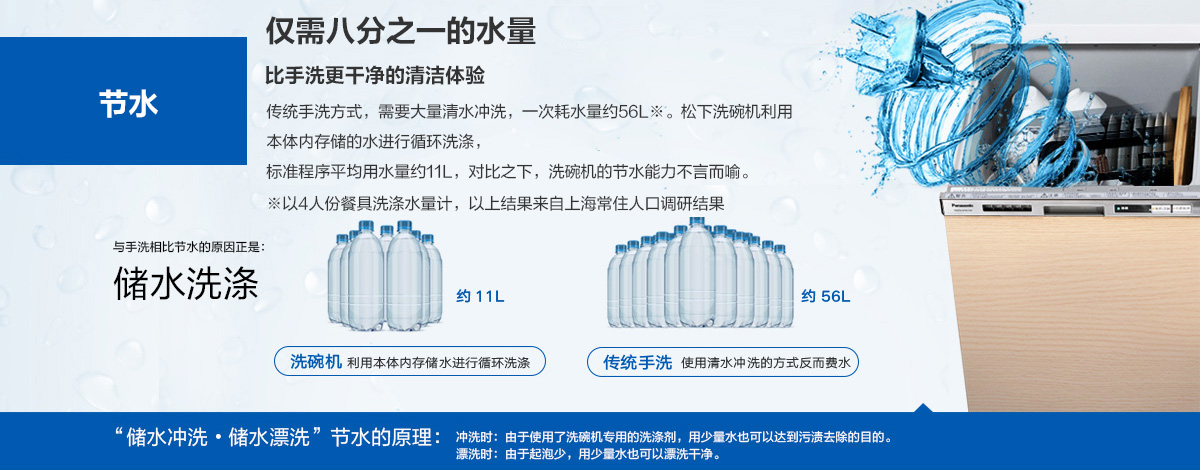 节水
仅需八分之一的水量
比手洗更干净的清洁体验
传统手洗方式，需要大量清水冲洗，一次耗水量约56L※。松下洗碗机利用
本体内存储的水进行循环洗涤，
标准程序平均用水量约11L，对比之下，洗碗机的节水能力不言而喻。
※以4人份餐具洗涤水量计，以上结果来自上海常住人口调研结果
与手洗相比节水的原因正是：
储水洗涤
约 11L
约 56L
洗碗机 利用本体内存储水进行循环洗涤
传统手洗 使用清水冲洗的方式反而费水
Panasonic
“储水冲洗·储水漂洗”节水的原理：
冲洗时：由于使用了洗碗机专用的洗涤剂，用少量水也可以达到污渍去除的目的。
漂洗时：由于起泡少，用少量水也可以漂洗干净。